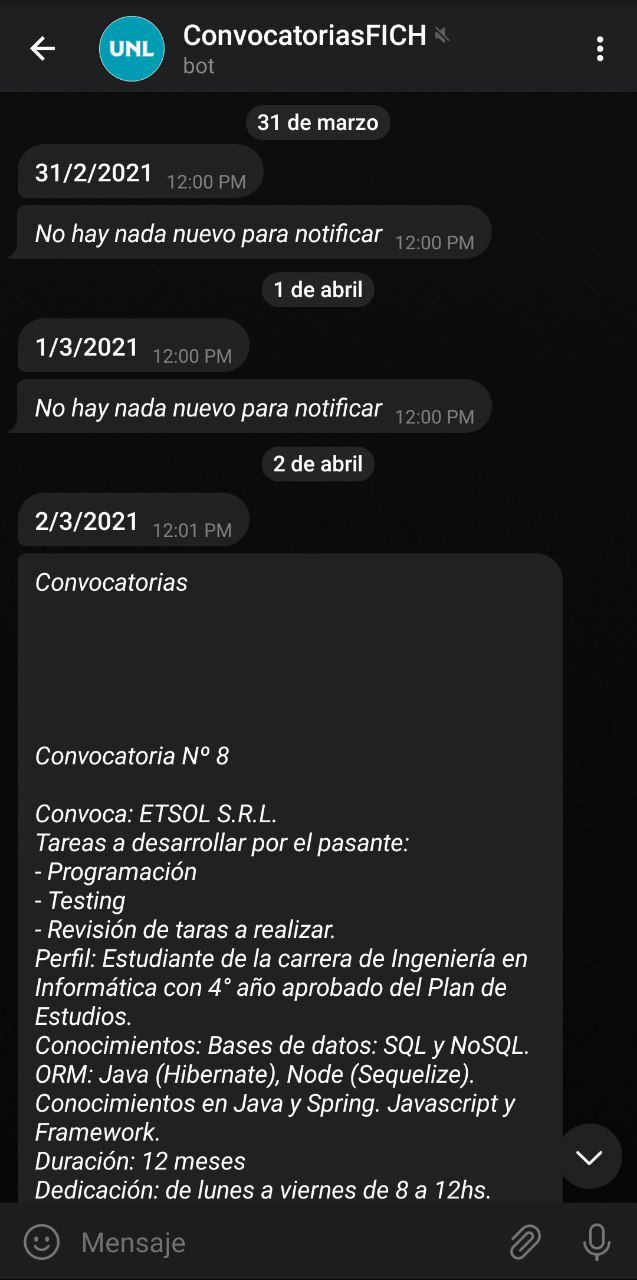 UNL
ConvocatoriasFICH
bot
31 de marzo
31/2/2021 12:00 PM
No hay nada nuevo para notificar 12:00 PM
1 de abril
1/3/2021 12:00 PM
No hay nada nuevo para notificar 12:00 PM
2 de abril
2/3/2021 12:01 PM
Convocatorias
Convocatoria Nº 8
Convoca: ETSOL S.R.L.
Tareas a desarrollar por el pasante:
- Programación
- Testing
- Revisión de taras a realizar.
Perfil: Estudiante de la carrera de Ingeniería en
Informática con 4° año aprobado del Plan de
Estudios.
Conocimientos: Bases de datos: SQL y NoSQL.
ORM: Java (Hibernate), Node (Sequelize).
Conocimientos en Java y Spring. Javascript y
Framework.
Duración: 12 meses
Dedicación: de lunes a viernes de 8 a 12hs.
Mensaje